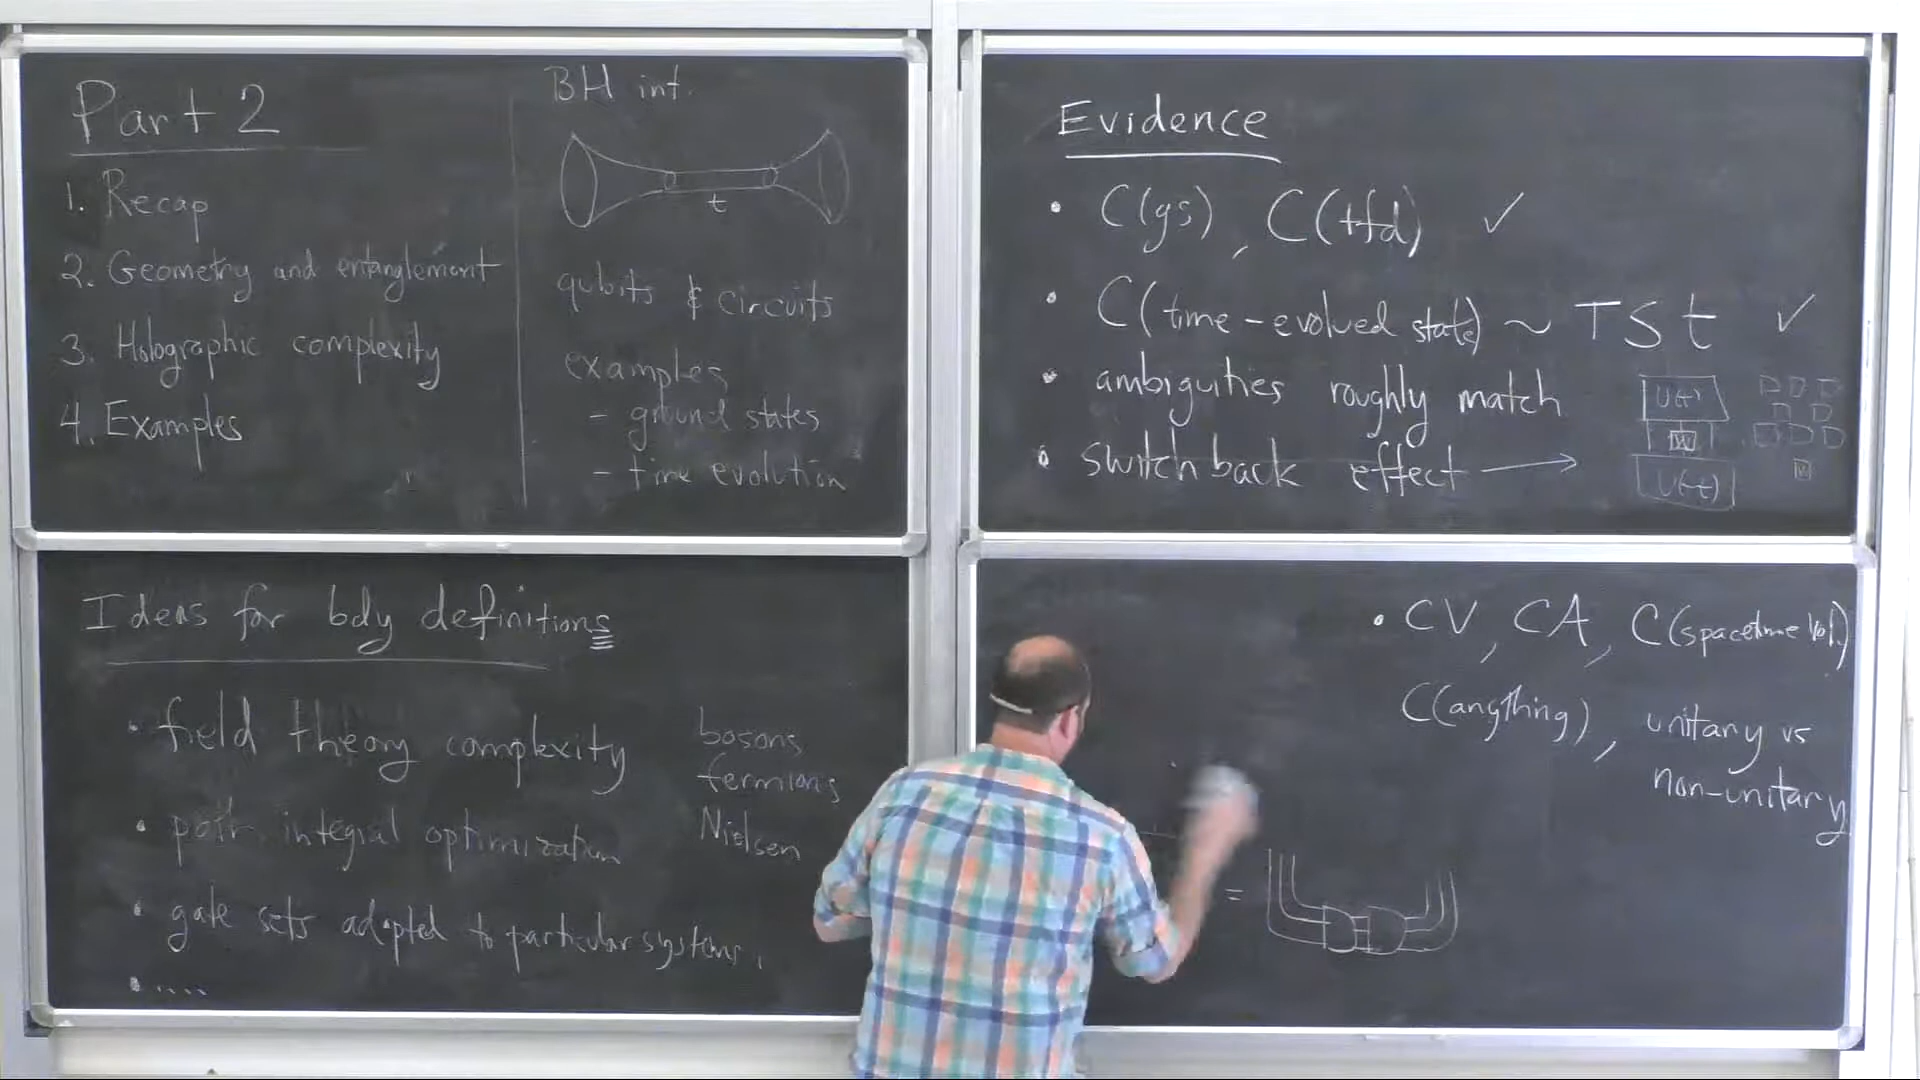 Part 2
1. Recap
2. Geometry and entanglement
3. Holographic complexity
4. Examples
BH int.
t
qubits & circuits
examples
- ground states
- time evolution
Evidence
• C(gs), C(tfd) ✓
• C(time-evolved state) ~ TSt ✓
• ambiguities roughly match
• switchback effect →
U(t)
W
U(-t)
W
Ideas for bdy definitions
• field theory complexity
• path integral optimization
• gate sets adapted to particular systems.
• ....
bosons
fermions
Nielsen
• CV, CA, C(spacetime Vol.)
C(anything), unitary vs
non-unitary
=